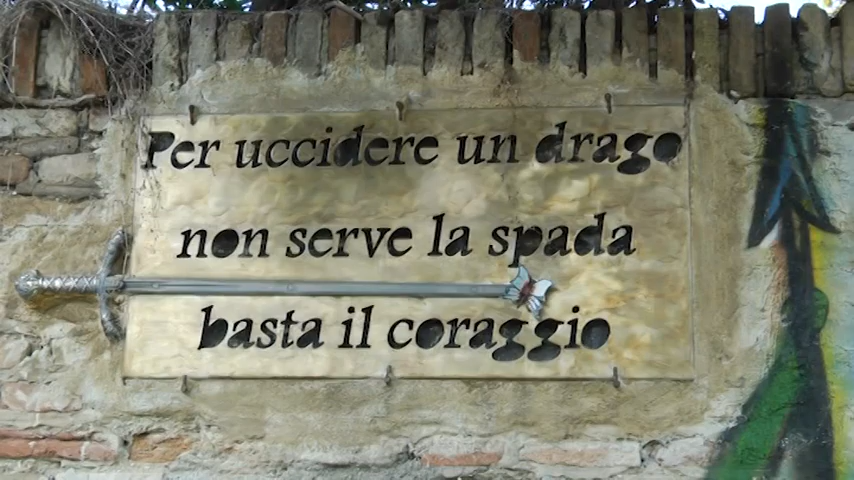 Per uccidere un drago
non serve la spada
basta il coraggio